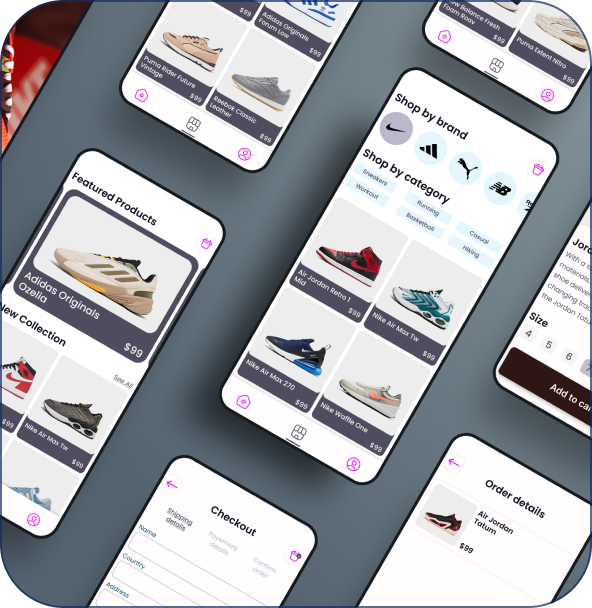 Puma Rider Future
Vintage
$99
Adidas Originals
Forum Low
$99
Reebok Classic
Leather
$99
New Balance Fresh
Foam Roav
$99
Puma Extent Nitro
$99
Featured Products
Adidas Originals
Ozelia
$99
New Collection
See All
$99
Nike Air Max Tw
$99
Shop by brand
Shop by category
Sneakers
Running
Casual
Workout
Basketball
Hiking
Air Jordan Retro 1
Mid
$99
Nike Air Max Tw
$99
Nike Air Max 270
$99
Nike Waffle One
$99
With a
materials
shoe deliver
changing tra
the Jordan Tatu
Size
4
5
6
7
Add to car
Checkout
Shipping
details
Payement
details
Confirm
order
Name
Country
Address
Order details
Air Jordan
Tatum
$99